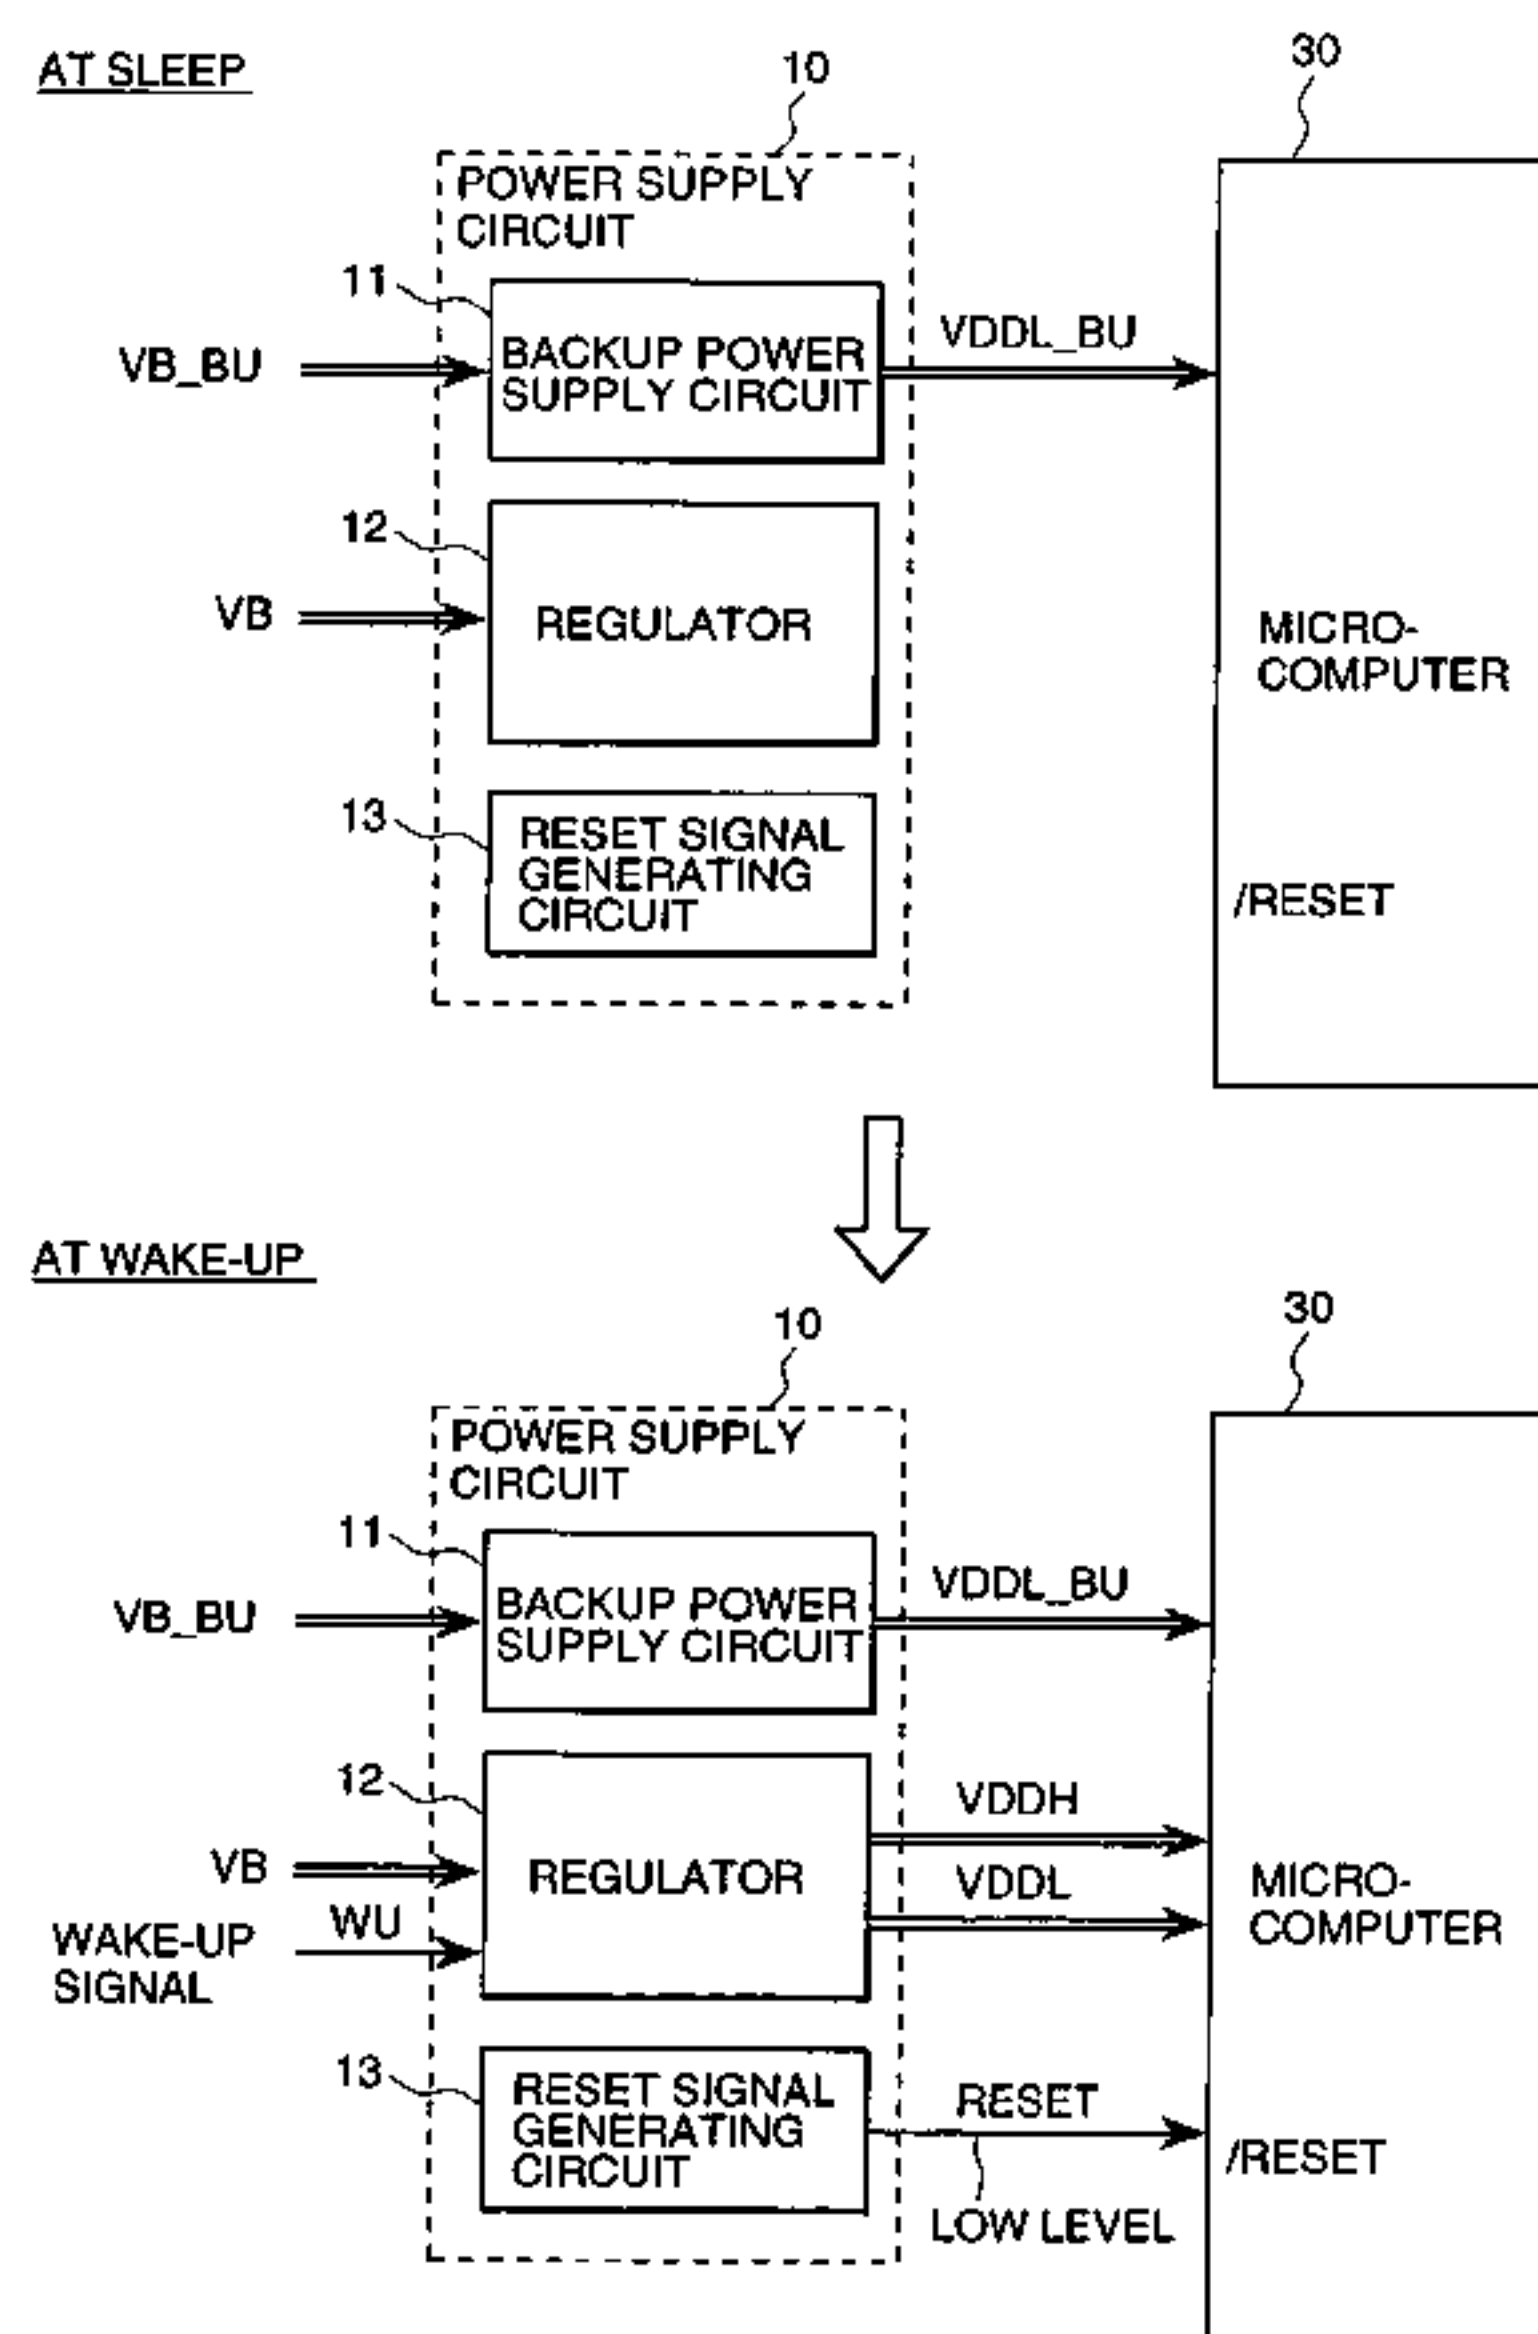 AT SLEEP
10
30
POWER SUPPLY
CIRCUIT
11
VB_BU
BACKUP POWER
SUPPLY CIRCUIT
VDDL_BU
12
VB
REGULATOR
MICRO-
COMPUTER
13
RESET SIGNAL
GENERATING
CIRCUIT
/RESET
AT WAKE-UP
10
30
POWER SUPPLY
CIRCUIT
11
VB_BU
BACKUP POWER
SUPPLY CIRCUIT
VDDL_BU
12
VDDH
VB
REGULATOR
VDDL
MICRO-
COMPUTER
WU
WAKE-UP
SIGNAL
13
RESET SIGNAL
GENERATING
CIRCUIT
RESET
/RESET
LOW LEVEL